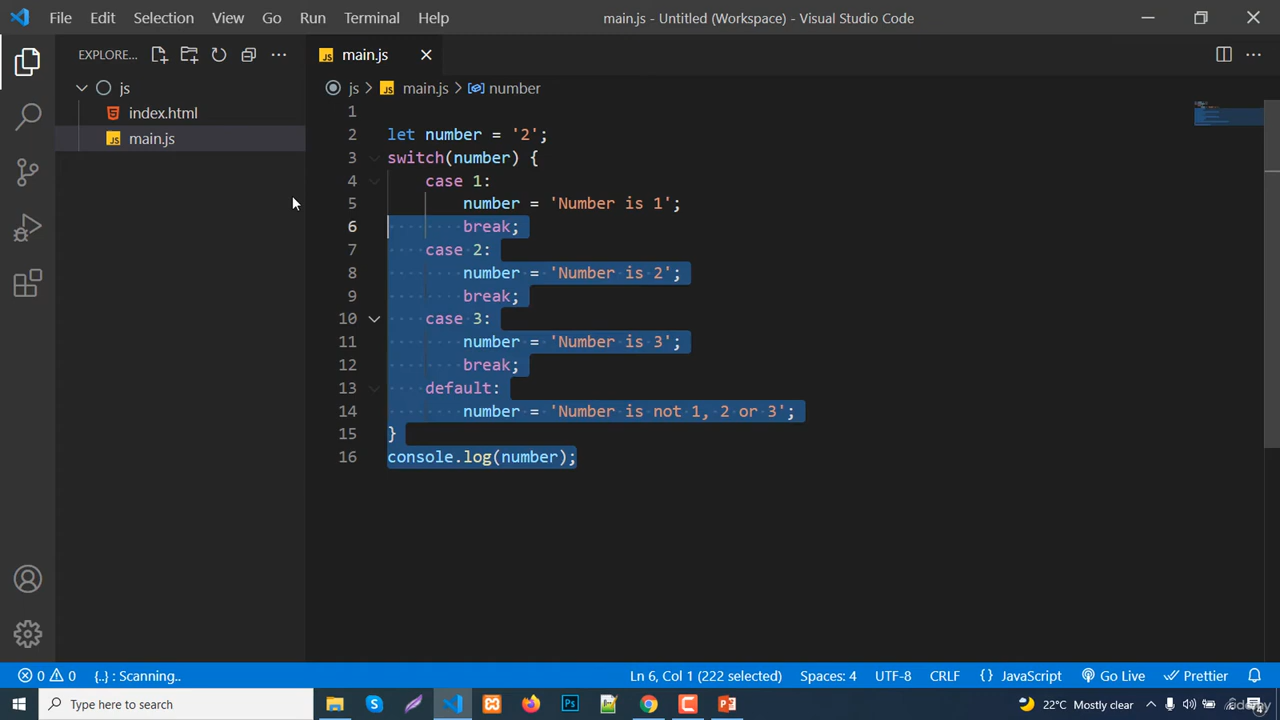 File Edit Selection View Go Run Terminal Help main.js - Untitled (Workspace) - Visual Studio Code
EXPLORE... main.js
js js > main.js > number
index.html
main.js
1
2 let number = '2';
3 switch(number) {
4 case 1:
5 number = 'Number is 1';
6 break;
7 case 2:
8 number = 'Number is 2';
9 break;
10 case 3:
11 number = 'Number is 3';
12 break;
13 default:
14 number = 'Number is not 1, 2 or 3';
15 }
16 console.log(number);
0 0 {..} : Scanning.. Ln 6, Col 1 (222 selected) Spaces: 4 UTF-8 CRLF {} JavaScript Go Live Prettier
Type here to search 22°C Mostly clear